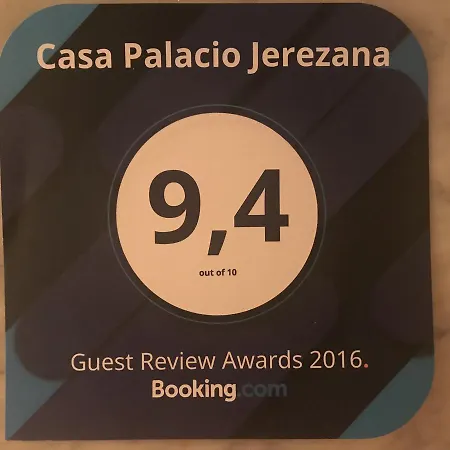 Casa Palacio Jerezana
9,4
out of 10
Guest Review Awards 2016.
Booking.com